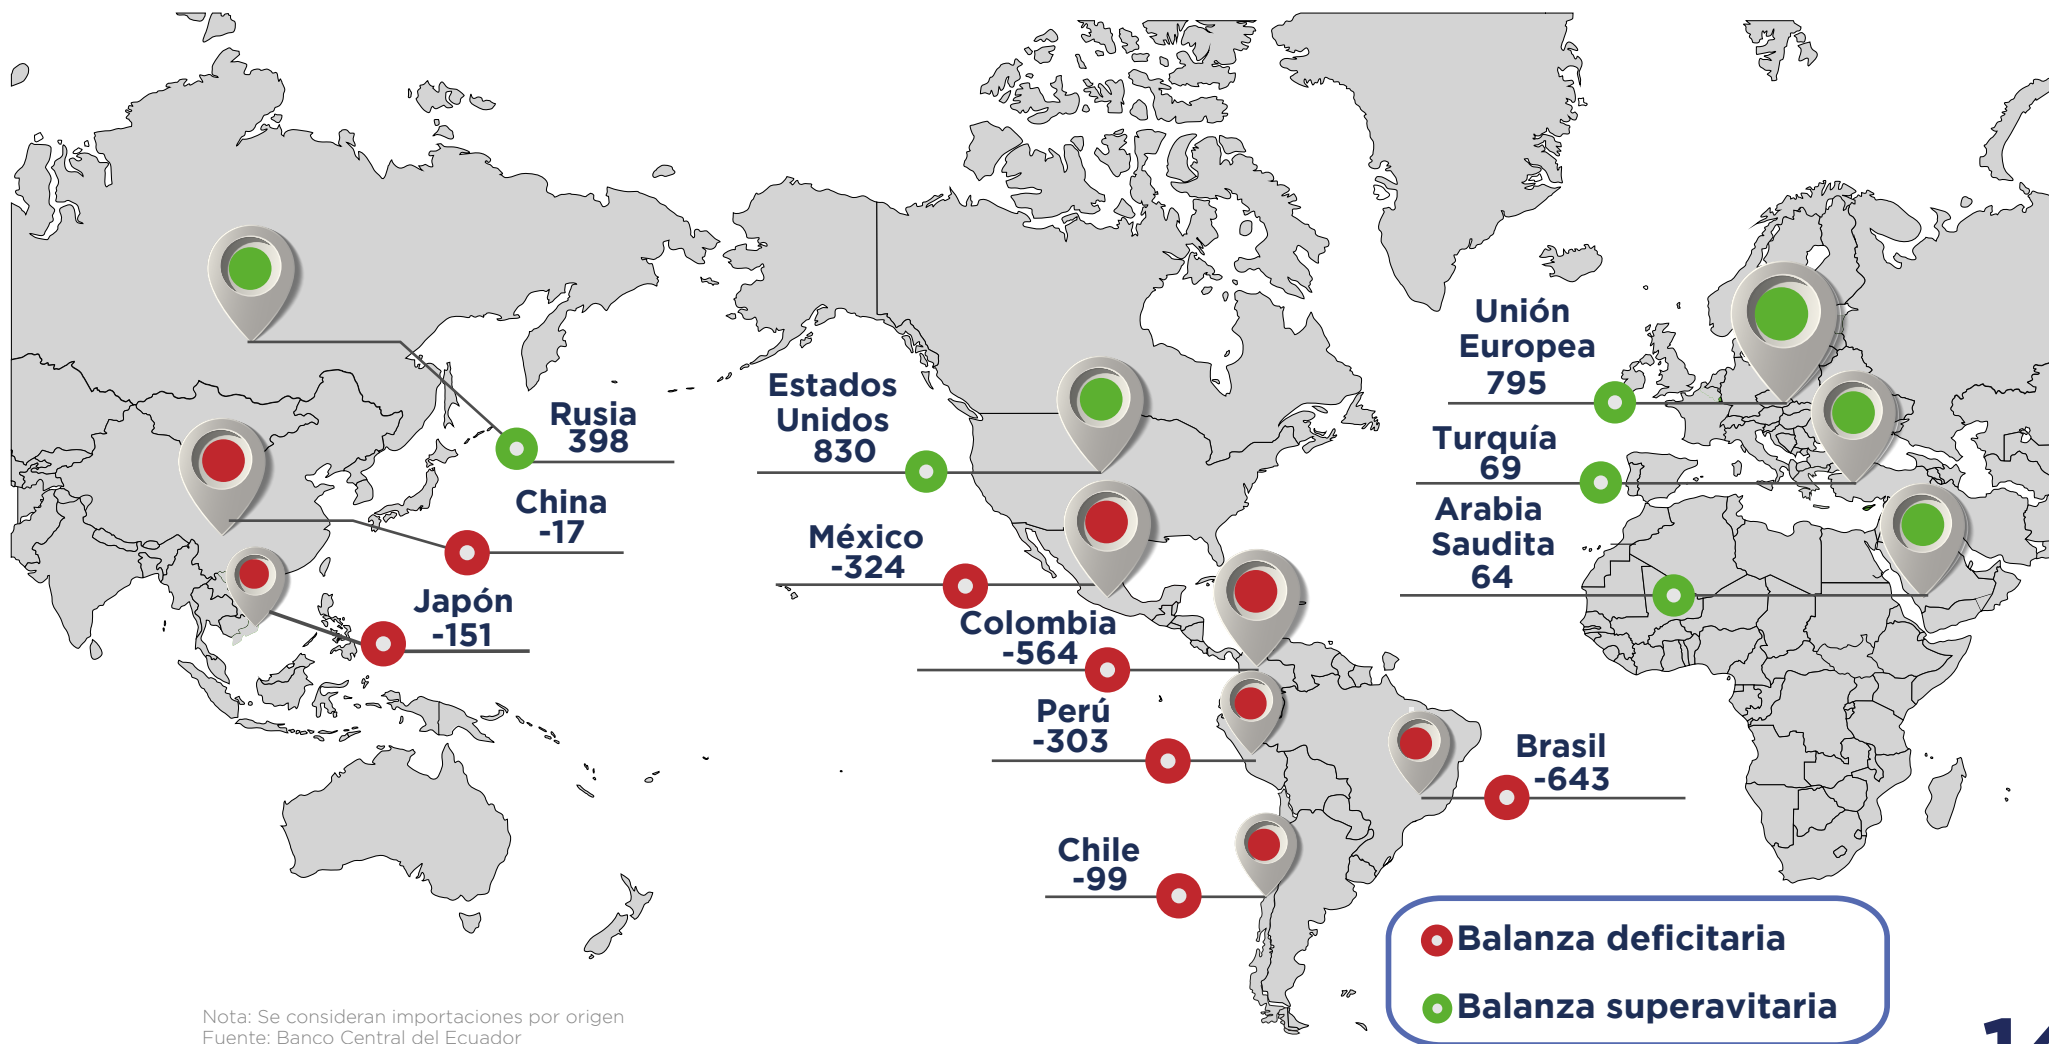 Rusia
398
China
-17
Japón
-151
Estados
Unidos
830
México
-324
Colombia
-564
Perú
-303
Chile
-99
Brasil
-643
Unión
Europea
795
Turquía
69
Arabia
Saudita
64
Balanza deficitaria
Balanza superavitaria
Nota: Se consideran importaciones por origen
Fuente: Banco Central del Ecuador